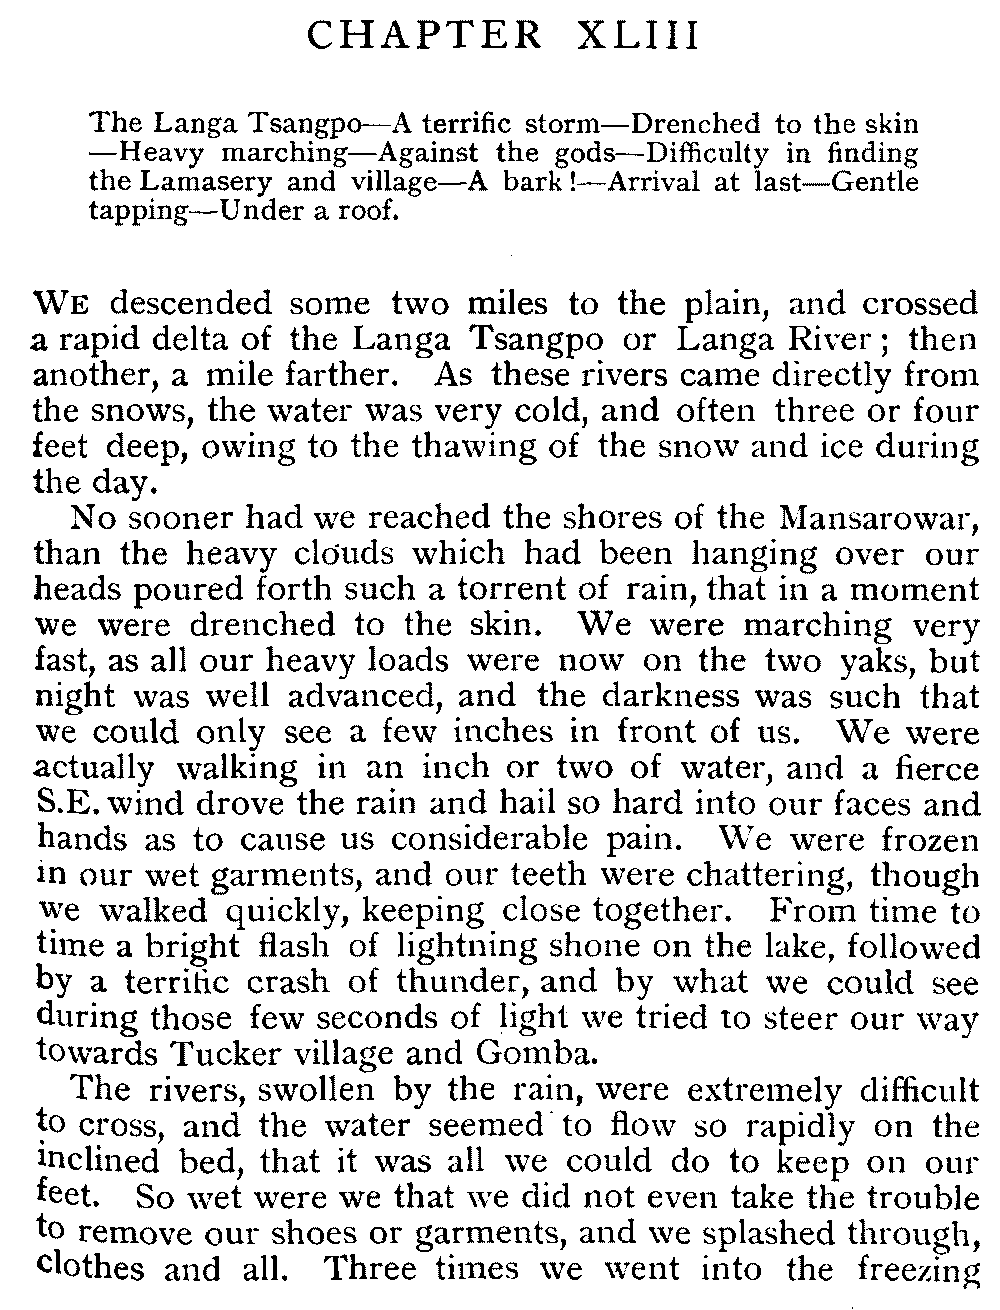 CHAPTER XLIII
The Langa Tsangpo—A terrific storm—Drenched to the skin
—Heavy marching—Against the gods—Difficulty in finding
the Lamasery and village—A bark!—Arrival at last—Gentle
tapping—Under a roof.
WE descended some two miles to the plain, and crossed
a rapid delta of the Langa Tsangpo or Langa River; then
another, a mile farther. As these rivers came directly from
the snows, the water was very cold, and often three or four
feet deep, owing to the thawing of the snow and ice during
the day.
No sooner had we reached the shores of the Mansarowar,
than the heavy clouds which had been hanging over our
heads poured forth such a torrent of rain, that in a moment
we were drenched to the skin. We were marching very
fast, as all our heavy loads were now on the two yaks, but
night was well advanced, and the darkness was such that
we could only see a few inches in front of us. We were
actually walking in an inch or two of water, and a fierce
S.E. wind drove the rain and hail so hard into our faces and
hands as to cause us considerable pain. We were frozen
in our wet garments, and our teeth were chattering, though
we walked quickly, keeping close together. From time to
time a bright flash of lightning shone on the lake, followed
by a terrific crash of thunder, and by what we could see
during those few seconds of light we tried to steer our way
towards Tucker village and Gomba.
The rivers, swollen by the rain, were extremely difficult
to cross, and the water seemed to flow so rapidly on the
inclined bed, that it was all we could do to keep on our
feet. So wet were we that we did not even take the trouble
to remove our shoes or garments, and we splashed through,
clothes and all. Three times we went into the freezing